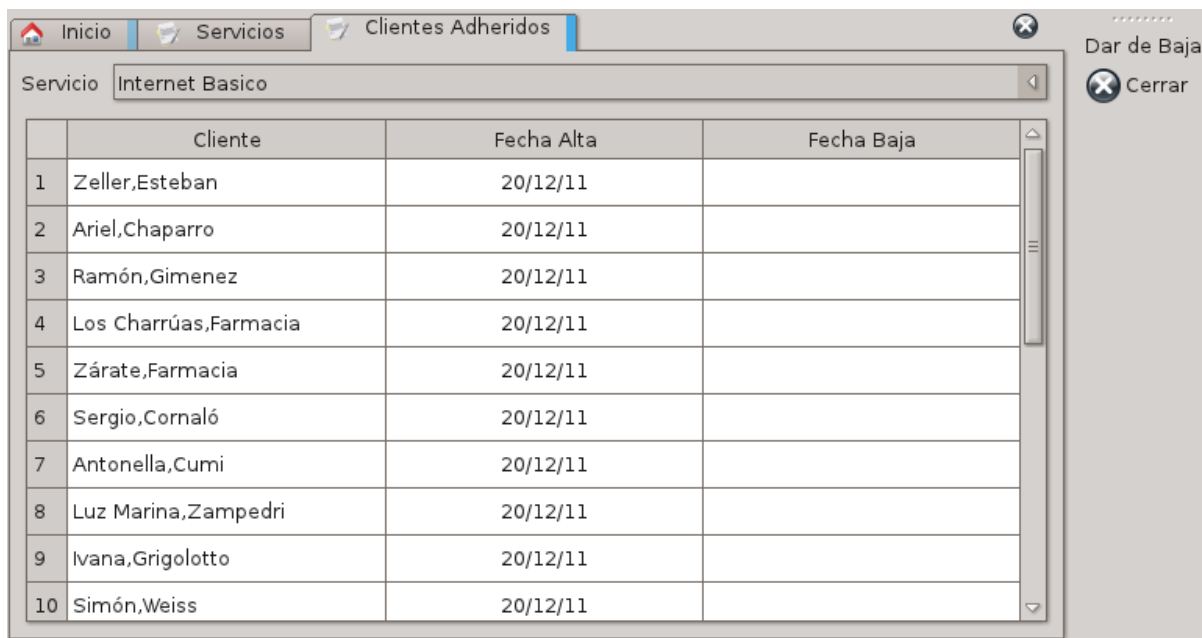 Inicio Servicios Clientes Adheridos
Dar de Baja
Servicio Internet Basico
Cerrar
Cliente Fecha Alta Fecha Baja
1 Zeller,Esteban 20/12/11
2 Ariel,Chaparro 20/12/11
3 Ramón,Gimenez 20/12/11
4 Los Charrúas,Farmacia 20/12/11
5 Zárate,Farmacia 20/12/11
6 Sergio,Cornaló 20/12/11
7 Antonella,Cumi 20/12/11
8 Luz Marina,Zampedri 20/12/11
9 Ivana,Grigolotto 20/12/11
10 Simón,Weiss 20/12/11